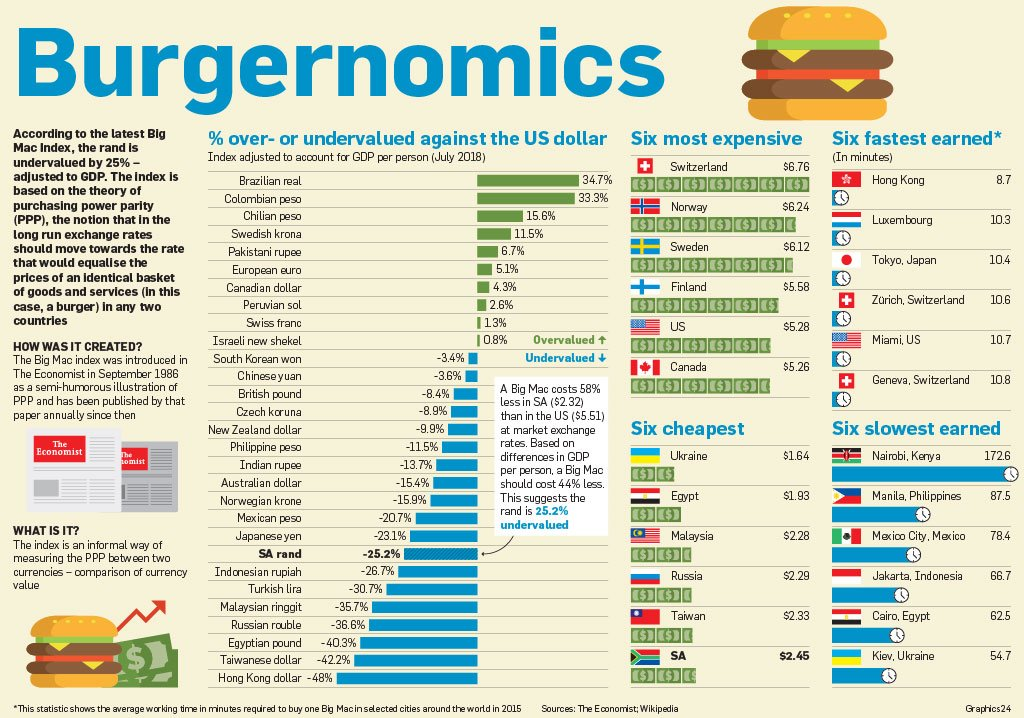 Burgernomics
According to the latest Big
Mac Index, the rand is
undervalued by 25% –
adjusted to GDP. The index is
based on the theory of
purchasing power parity
(PPP), the notion that in the
long run exchange rates
should move towards the rate
that would equalise the
prices of an identical basket
of goods and services (in this
case, a burger) in any two
countries
HOW WAS IT CREATED?
The Big Mac index was introduced in
The Economist in September 1986
as a semi-humorous illustration of
PPP and has been published by that
paper annually since then
The
Economist
The
Economist
WHAT IS IT?
The index is an informal way of
measuring the PPP between two
currencies – comparison of currency
value
% over- or undervalued against the US dollar
Index adjusted to account for GDP per person (July 2018)
Brazilian real 34.7%
Colombian peso 33.3%
Chilian peso 15.6%
Swedish krona 11.5%
Pakistani rupee 6.7%
European euro 5.1%
Canadian dollar 4.3%
Peruvian sol 2.6%
Swiss franc 1.3%
Israeli new shekel 0.8% Overvalued ↑
South Korean won -3.4% Undervalued ↓
Chinese yuan -3.6%
British pound -8.4%
Czech koruna -8.9%
New Zealand dollar -9.9%
Philippine peso -11.5%
Indian rupee -13.7%
Australian dollar -15.4%
Norwegian krone -15.9%
Mexican peso -20.7%
Japanese yen -23.1%
SA rand -25.2%
Indonesian rupiah -26.7%
Turkish lira -30.7%
Malaysian ringgit -35.7%
Russian rouble -36.6%
Egyptian pound -40.3%
Taiwanese dollar -42.2%
Hong Kong dollar -48%
A Big Mac costs 58%
less in SA ($2.32)
than in the US ($5.51)
at market exchange
rates. Based on
differences in GDP
per person, a Big Mac
should cost 44% less.
This suggests the
rand is 25.2%
undervalued
Six most expensive
Switzerland $6.76
Norway $6.24
Sweden $6.12
Finland $5.58
US $5.28
Canada $5.26
Six cheapest
Ukraine $1.64
Egypt $1.93
Malaysia $2.28
Russia $2.29
Taiwan $2.33
SA $2.45
Six fastest earned*
(In minutes)
Hong Kong 8.7
Luxembourg 10.3
Tokyo, Japan 10.4
Zürich, Switzerland 10.6
Miami, US 10.7
Geneva, Switzerland 10.8
Six slowest earned
Nairobi, Kenya 172.6
Manila, Philippines 87.5
Mexico City, Mexico 78.4
Jakarta, Indonesia 66.7
Cairo, Egypt 62.5
Kiev, Ukraine 54.7
*This statistic shows the average working time in minutes required to buy one Big Mac in selected cities around the world in 2015 Sources: The Economist; Wikipedia Graphics24